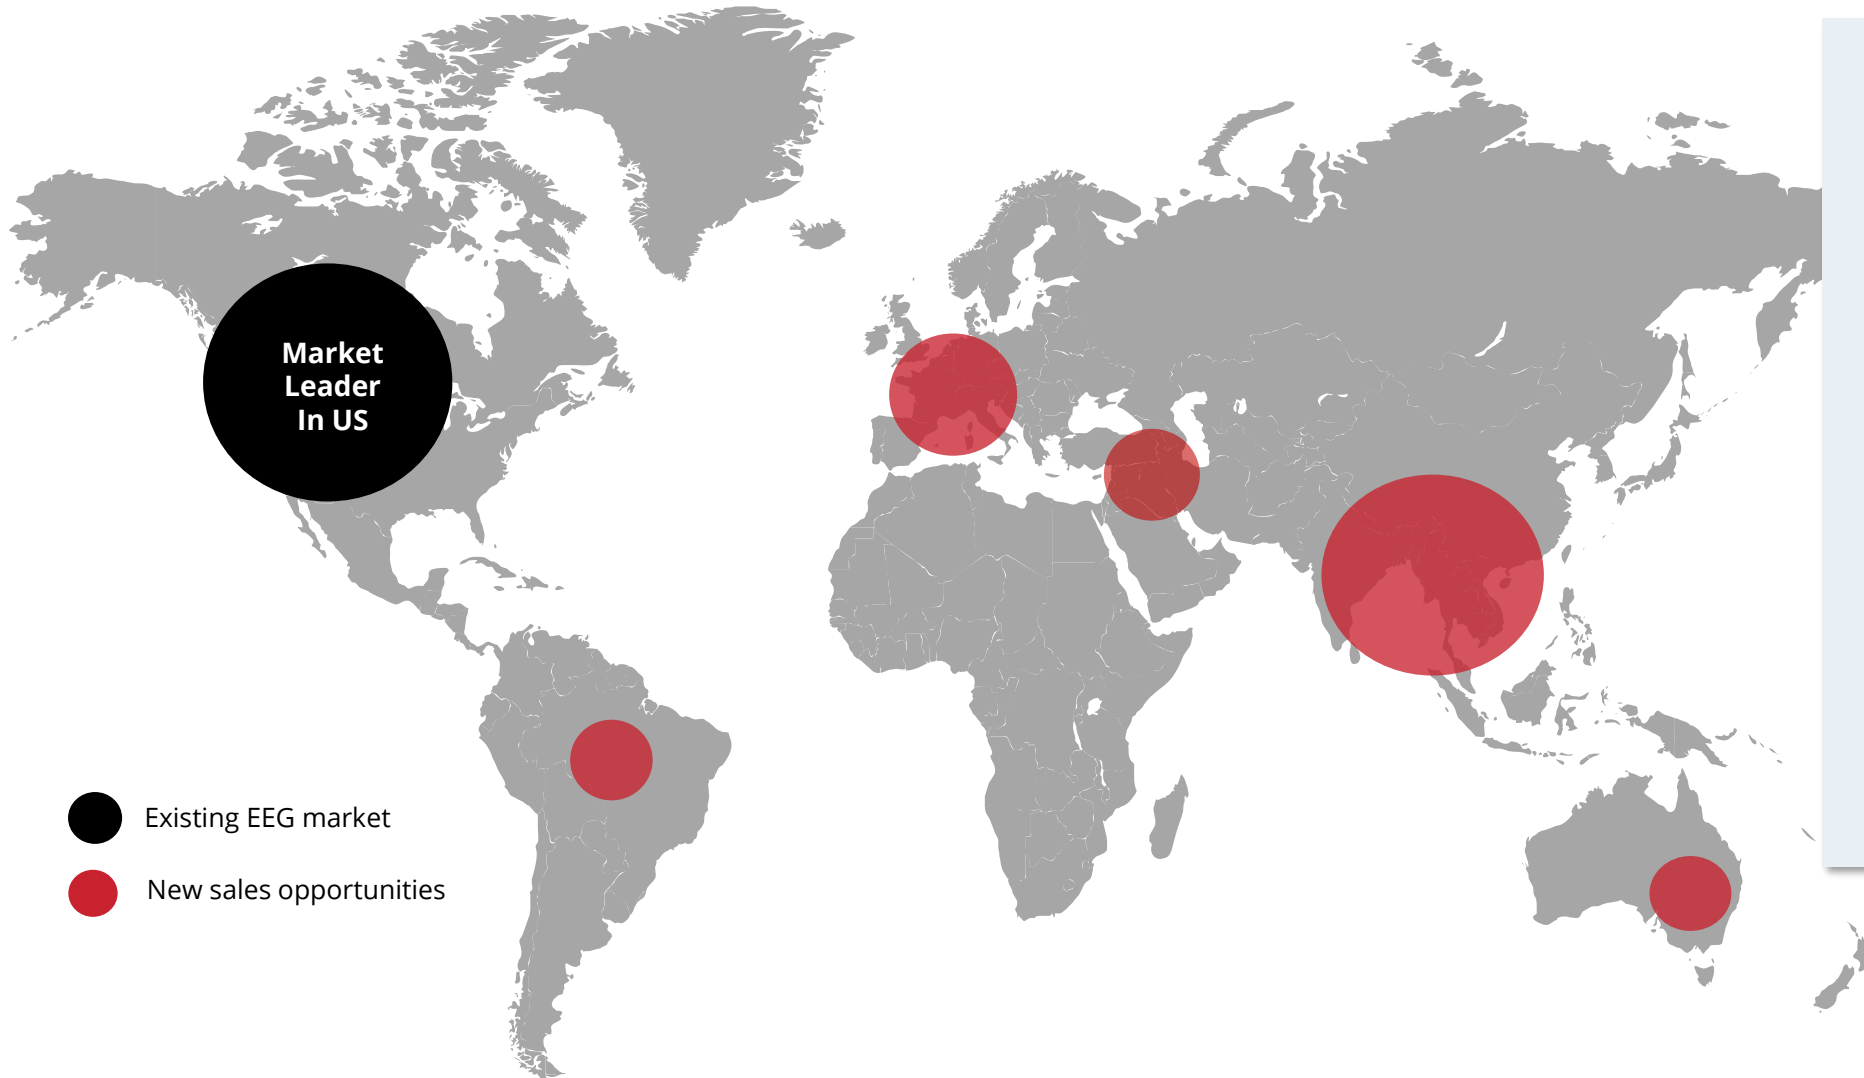 Market
Leader
In US
Existing EEG market
New sales opportunities